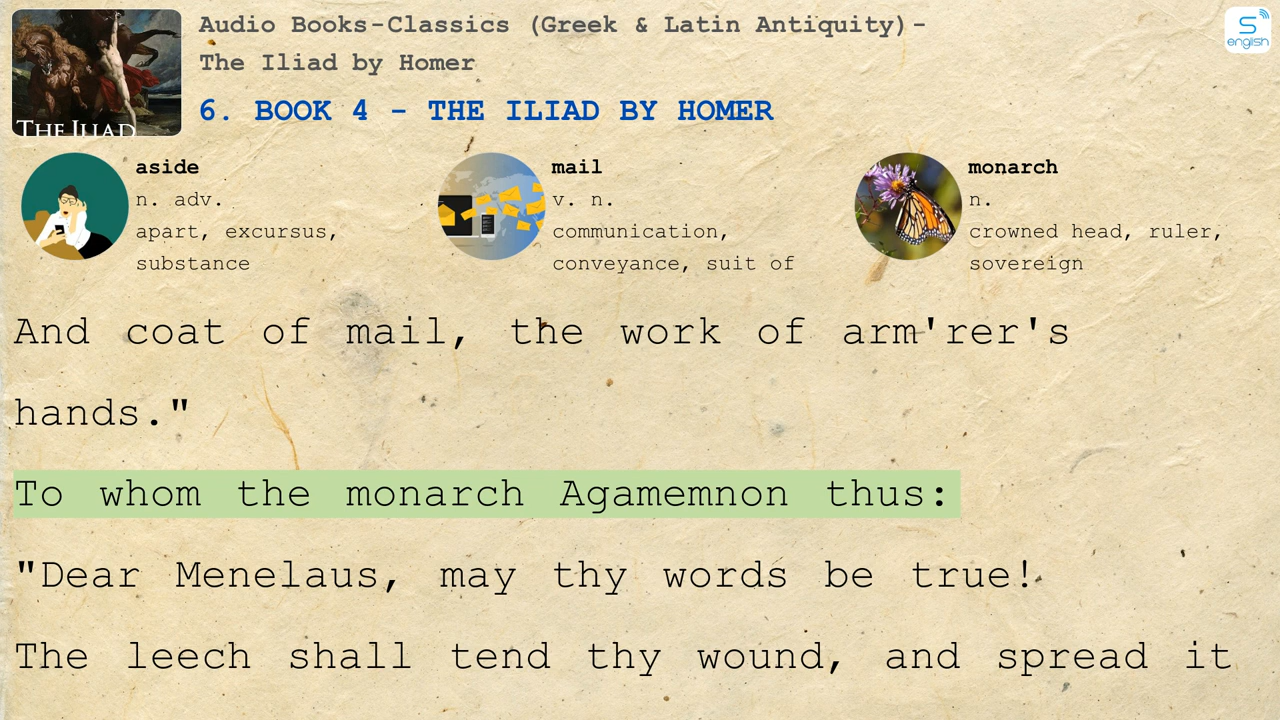 Audio Books-Classics (Greek & Latin Antiquity)-
The Iliad by Homer
6. BOOK 4 - THE ILIAD BY HOMER
THE ILIAD
S
english
aside
n. adv.
apart, excursus,
substance
mail
v. n.
communication,
conveyance, suit of
monarch
n.
crowned head, ruler,
sovereign
And coat of mail, the work of arm'rer's
hands."
To whom the monarch Agamemnon thus:
"Dear Menelaus, may thy words be true!
The leech shall tend thy wound, and spread it